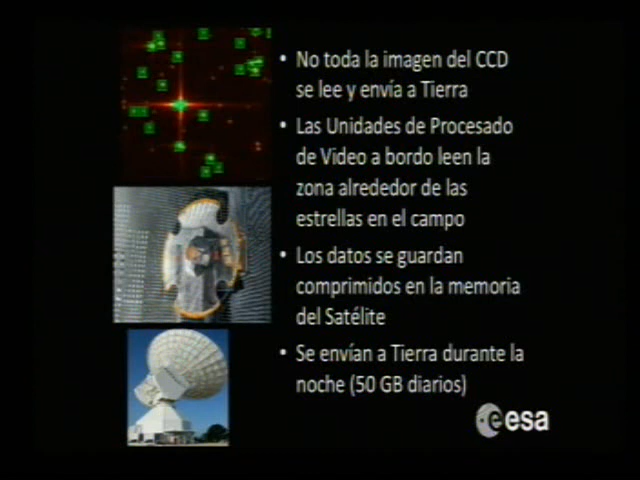 • No toda la imagen del CCD
se lee y envía a Tierra
• Las Unidades de Procesado
de Video a bordo leen la
zona alrededor de las
estrellas en el campo
• Los datos se guardan
comprimidos en la memoria
del Satélite
• Se envían a Tierra durante la
noche (50 GB diarios)
esa